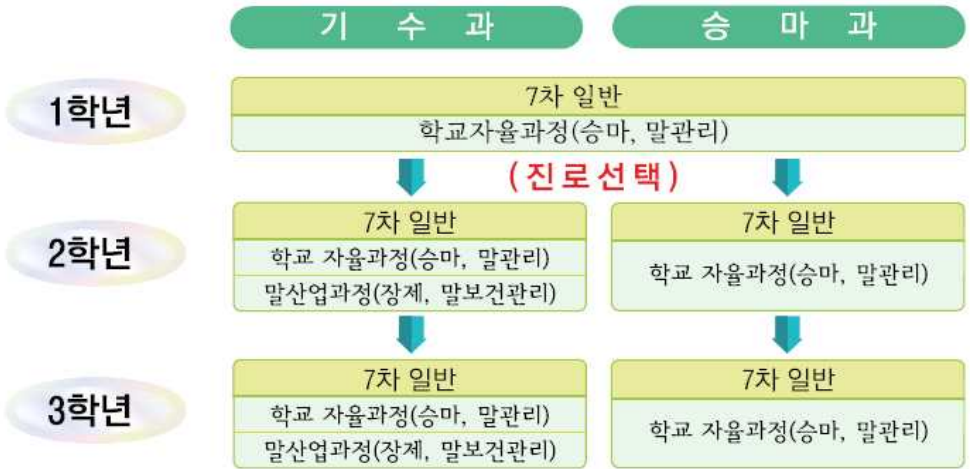 기 수 과
승 마 과
1학년
7차 일반
학교자율과정(승마, 말관리)
(진로선택)
2학년
7차 일반
학교 자율과정(승마, 말관리)
말산업과정(장제, 말보건관리)
7차 일반
학교 자율과정(승마, 말관리)
3학년
7차 일반
학교 자율과정(승마, 말관리)
말산업과정(장제, 말보건관리)
7차 일반
학교 자율과정(승마, 말관리)